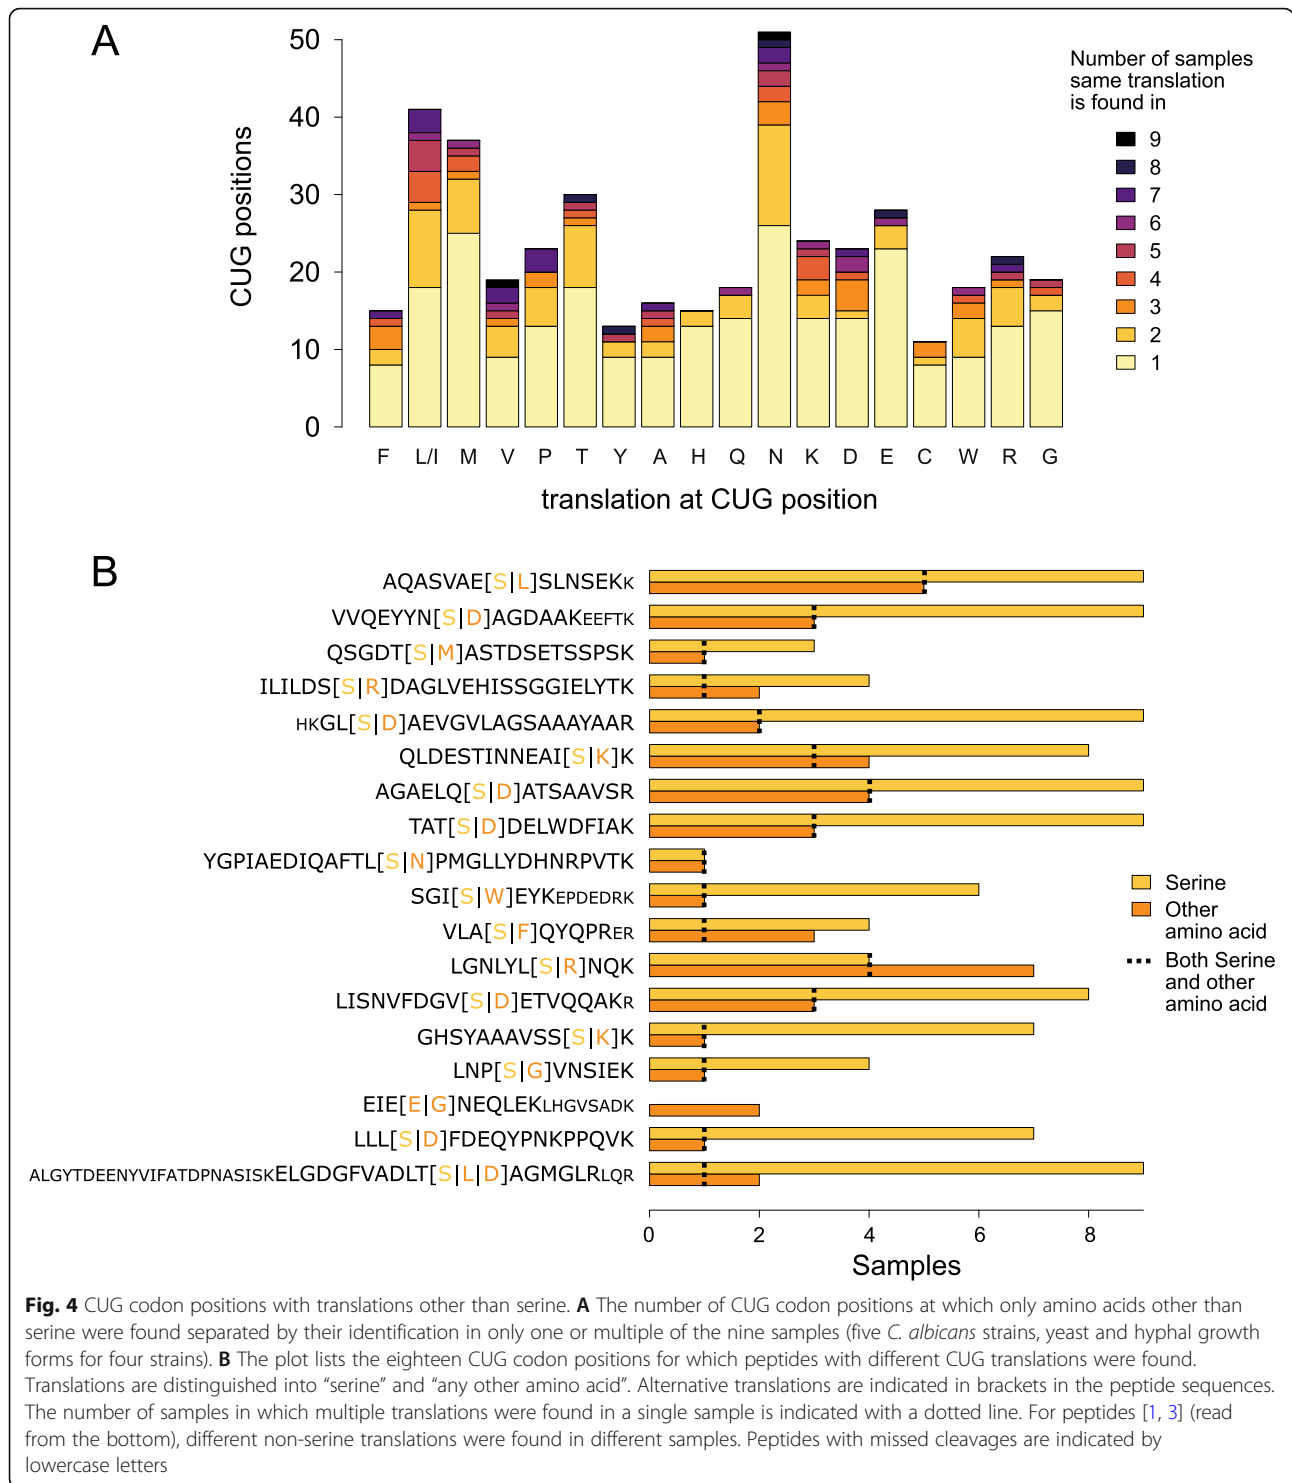 A
50
40
30
20
10
0
CUG positions
F L/I M V P T Y A H Q N K D E C W R G
translation at CUG position
Number of samples
same translation
is found in
9
8
7
6
5
4
3
2
1
B
AQASVAE[S|L]SLNSEKK
VVQEYYN[S|D]AGDAAKEEFTK
QSGDT[S|M]ASTDSETSSPSK
ILILDS[S|R]DAGLVEHISSGGIELYTK
HKGL[S|D]AEVGVLAGSAAAYAAR
QLDESTINNEAI[S|K]K
AGAELQ[S|D]ATSAAVSR
TAT[S|D]DELWDFIAK
YGPIAEDIQAFTL[S|N]PMGLLYDHNRPVTK
SGI[S|W]EYKEPDEDRK
VLA[S|F]QYQPRER
LGNLYL[S|R]NQK
LISNVFDGV[S|D]ETVQQAKR
GHSYAAAVSS[S|K]K
LNP[S|G]VNSIEK
EIE[E|G]NEQLEKLHGVSADK
LLL[S|D]FDEQYPNKPPQVK
ALGYTDEENYVIFATDPNASISKELGDGFVADLT[S|L|D]AGMGLRLQR
Serine
Other
amino acid
Both Serine
and other
amino acid
0 2 4 6 8
Samples
Fig. 4 CUG codon positions with translations other than serine. A The number of CUG codon positions at which only amino acids other than
serine were found separated by their identification in only one or multiple of the nine samples (five C. albicans strains, yeast and hyphal growth
forms for four strains). B The plot lists the eighteen CUG codon positions for which peptides with different CUG translations were found.
Translations are distinguished into “serine” and “any other amino acid”. Alternative translations are indicated in brackets in the peptide sequences.
The number of samples in which multiple translations were found in a single sample is indicated with a dotted line. For peptides [1, 3] (read
from the bottom), different non-serine translations were found in different samples. Peptides with missed cleavages are indicated by
lowercase letters